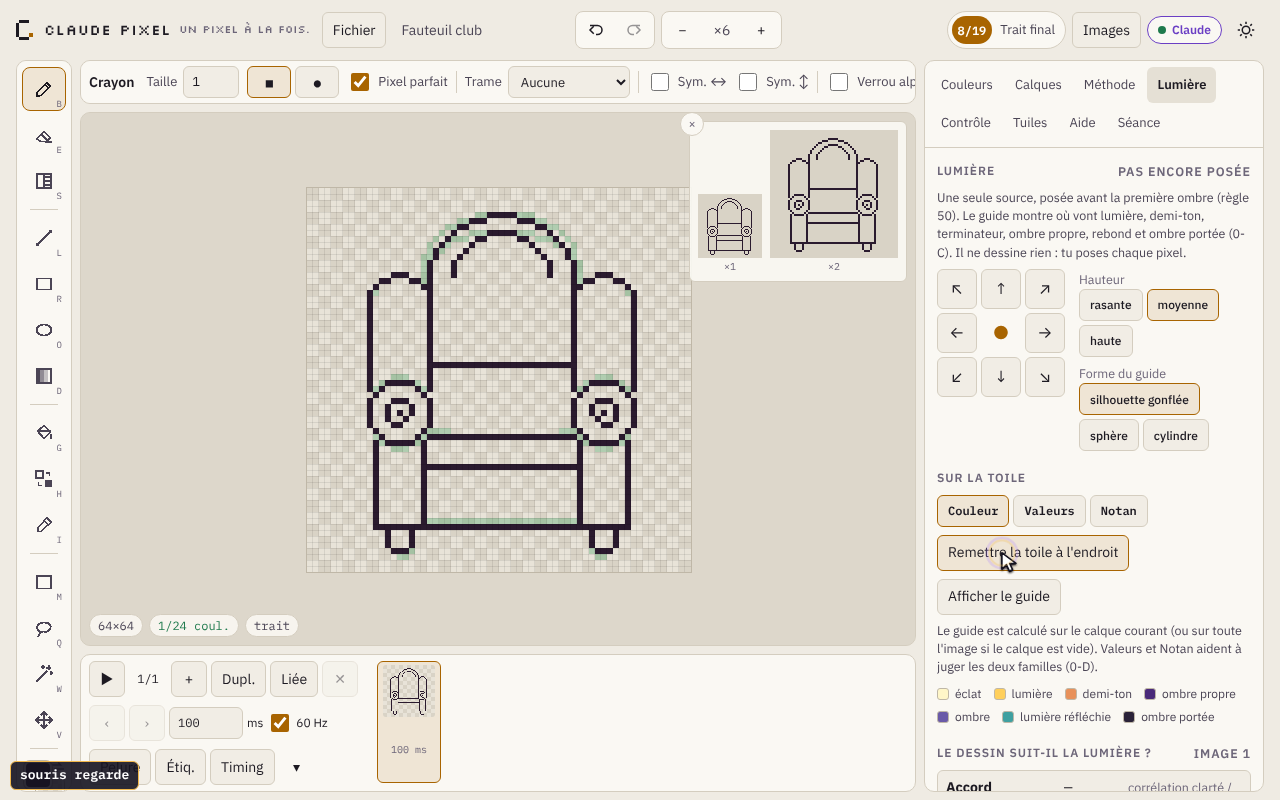 CLAUDE PIXEL UN PIXEL À LA FOIS. Fichier Fauteuil club − ×6 + 8/19 Trait final Images Claude
Crayon Taille 1 ■ ● Pixel parfait Trame Aucune Sym. ↔ Sym. ↕ Verrou alp
B
E
S
L
R
O
D
G
H
I
M
Q
W
V
×
×1 ×2
64×64 1/24 coul. trait
▶ 1/1 + Dupl. Liée ×
‹ › 100 ms 60 Hz
Étiq. Timing ▼
100 ms
souris regarde
Couleurs Calques Méthode Lumière
Contrôle Tuiles Aide Séance
LUMIÈRE PAS ENCORE POSÉE
Une seule source, posée avant la première ombre (règle
50). Le guide montre où vont lumière, demi-ton,
terminateur, ombre propre, rebond et ombre portée (0-
C). Il ne dessine rien : tu poses chaque pixel.
↖ ↑ ↗
← →
↙ ↓ ↘
Hauteur
rasante moyenne
haute
Forme du guide
silhouette gonflée
sphère cylindre
SUR LA TOILE
Couleur Valeurs Notan
Remettre la toile à l'endroit
Afficher le guide
Le guide est calculé sur le calque courant (ou sur toute
l'image si le calque est vide). Valeurs et Notan aident à
juger les deux familles (0-D).
éclat lumière demi-ton ombre propre
ombre lumière réfléchie ombre portée
LE DESSIN SUIT-IL LA LUMIÈRE ? IMAGE 1
Accord — corrélation clarté /